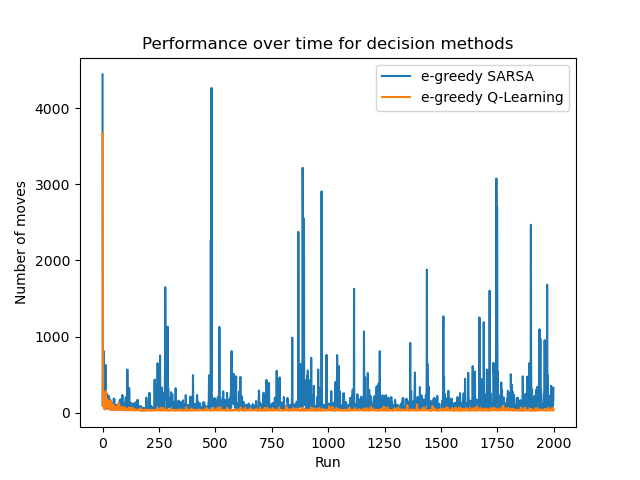 Performance over time for decision methods
e-greedy SARSA
e-greedy Q-Learning
Number of moves
4000
3000
2000
1000
0
0 250 500 750 1000 1250 1500 1750 2000
Run